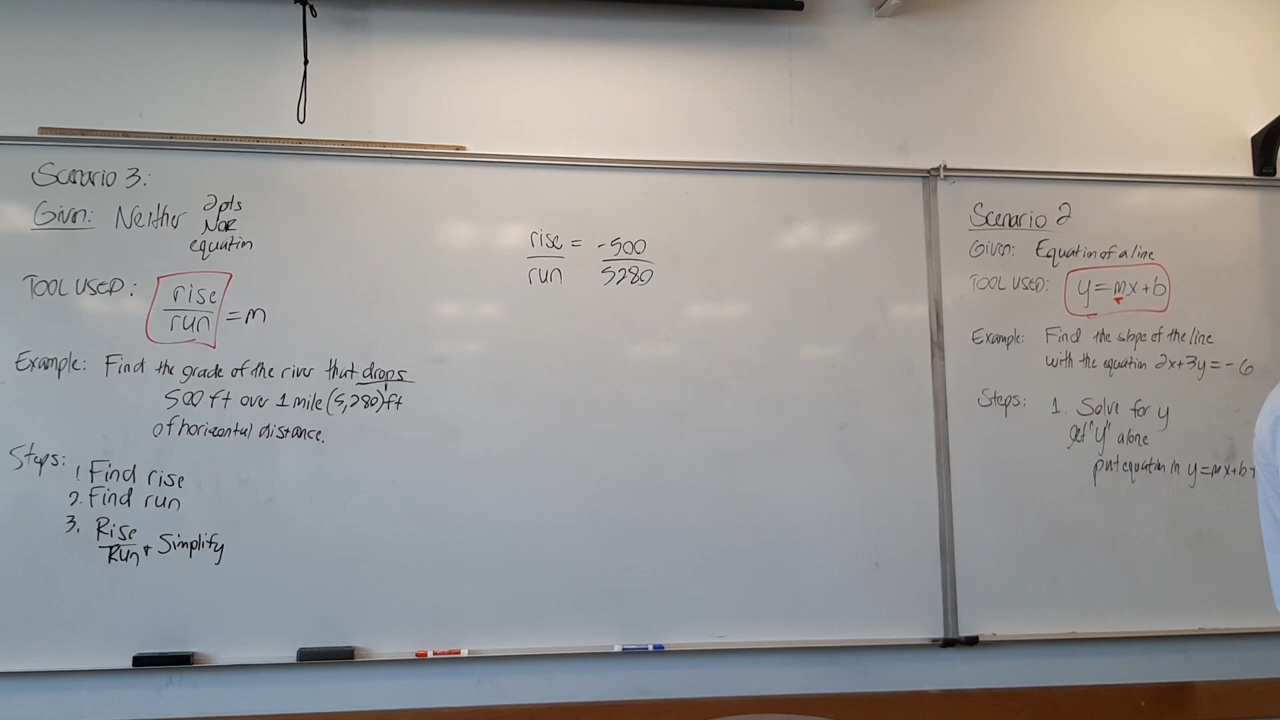 Scenario 3:
Given: Neither 2pts
NOR
equation
TOOL USED: rise
run = m
Example: Find the grade of the river that drops
500 ft over 1 mile (5,280) ft
of horizontal distance.
Steps:
1. Find rise
2. Find run
3. Rise
Run + Simplify
rise = -500
run 5280
Scenario 2
Given: Equation of a line
TOOL USED: y=mx+b
Example: Find the slope of the line
with the equation 2x+3y=-6
Steps: 1. Solve for y
get "y" alone
put equation in y=mx+b